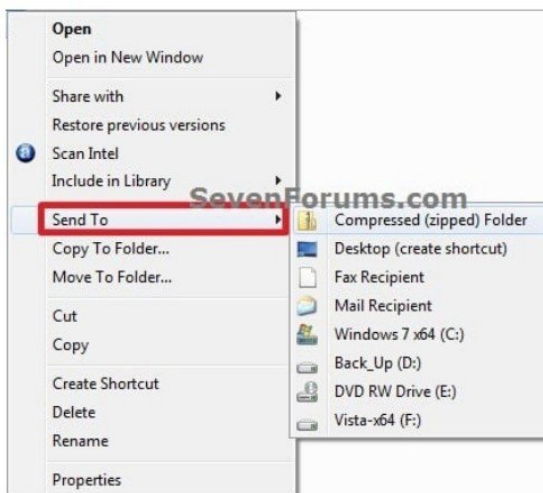 Open
Open in New Window
Share with
Restore previous versions
Scan Intel
Include in Library
SevenForums.com
Send To
Copy To Folder...
Move To Folder...
Cut
Copy
Create Shortcut
Delete
Rename
Properties
Compressed (zipped) Folder
Desktop (create shortcut)
Fax Recipient
Mail Recipient
Windows 7 x64 (C:)
Back_Up (D:)
DVD RW Drive (E:)
Vista-x64 (F:)